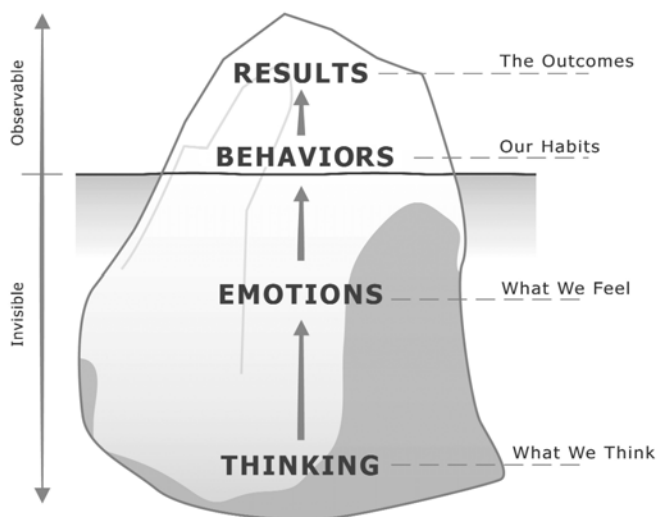 RESULTS
The Outcomes
BEHAVIORS
Our Habits
EMOTIONS
What We Feel
THINKING
What We Think
Observable
Invisible